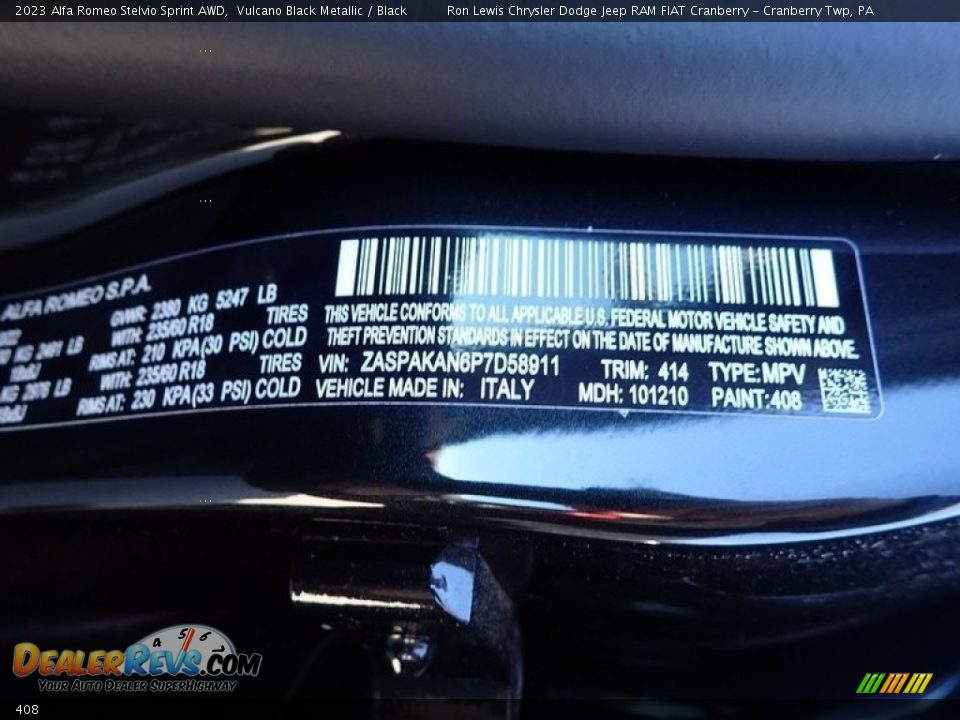 2023 Alfa Romeo Stelvio Sprint AWD, Vulcano Black Metallic / Black Ron Lewis Chrysler Dodge Jeep RAM FIAT Cranberry - Cranberry Twp, PA
ALFA ROMEO S.P.A.
GWR: 2380 KG 5247 LB
WITH: 235/60 R18 TIRES
RIMS AT: 210 KPA(30 PSI) COLD
WITH: 235/60 R18 TIRES
RIMS AT: 230 KPA(33 PSI) COLD
THIS VEHICLE CONFORMS TO ALL APPLICABLE U.S. FEDERAL MOTOR VEHICLE SAFETY AND
THEFT PREVENTION STANDARDS IN EFFECT ON THE DATE OF MANUFACTURE SHOWN ABOVE.
VIN: ZASPAKAN6P7D58911 TRIM: 414 TYPE:MPV
VEHICLE MADE IN: ITALY MDH: 101210 PAINT:408
DEALERREVS.COM
YOUR AUTO DEALER SUPERHIGHWAY
408